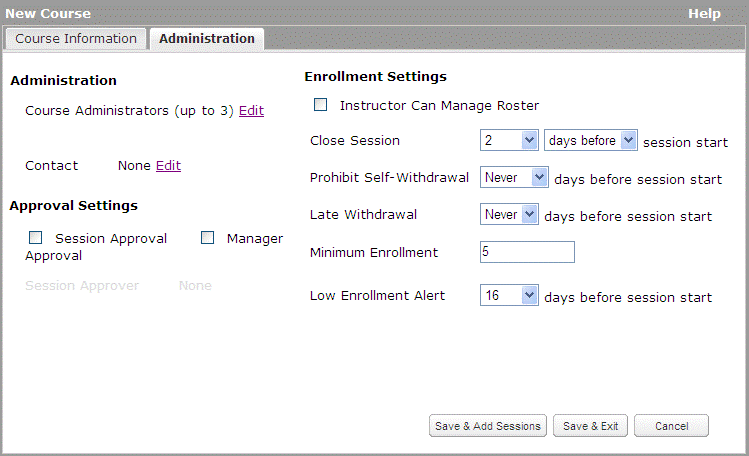 New Course Help
Course Information Administration
Administration
Course Administrators (up to 3) Edit
Contact None Edit
Approval Settings
Session Approval Manager
Approval
Session Approver None
Enrollment Settings
Instructor Can Manage Roster
Close Session 2 days before session start
Prohibit Self-Withdrawal Never days before session start
Late Withdrawal Never days before session start
Minimum Enrollment 5
Low Enrollment Alert 16 days before session start
Save & Add Sessions Save & Exit Cancel